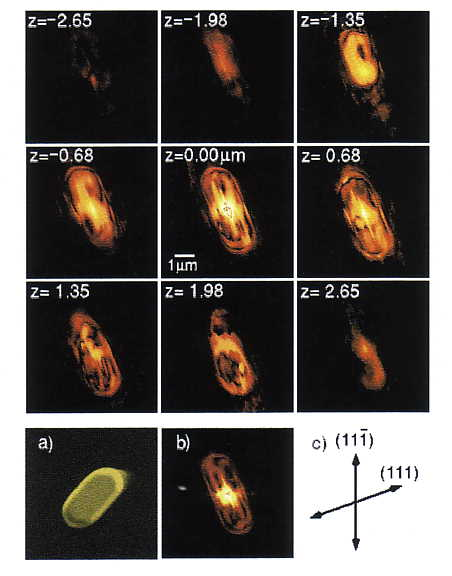 z=-2.65
z=-1.98
z=-1.35
z=-0.68
z=0.00μm
z= 0.68
1μm
z= 1.35
z= 1.98
z= 2.65
a)
b)
c) (111̄)
(111)